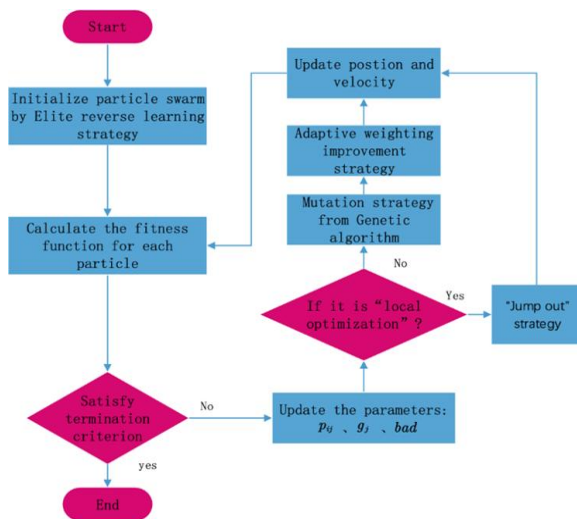 Start
Initialize particle swarm
by Elite reverse learning
strategy
Calculate the fitness
function for each
particle
Satisfy
termination
criterion
No
yes
End
Update the parameters:
p_ij 、 g_j 、 bad
If it is “local
optimization”？
Yes
No
“Jump out”
strategy
Mutation strategy
from Genetic
algorithm
Adaptive weighting
improvement
strategy
Update postion and
velocity